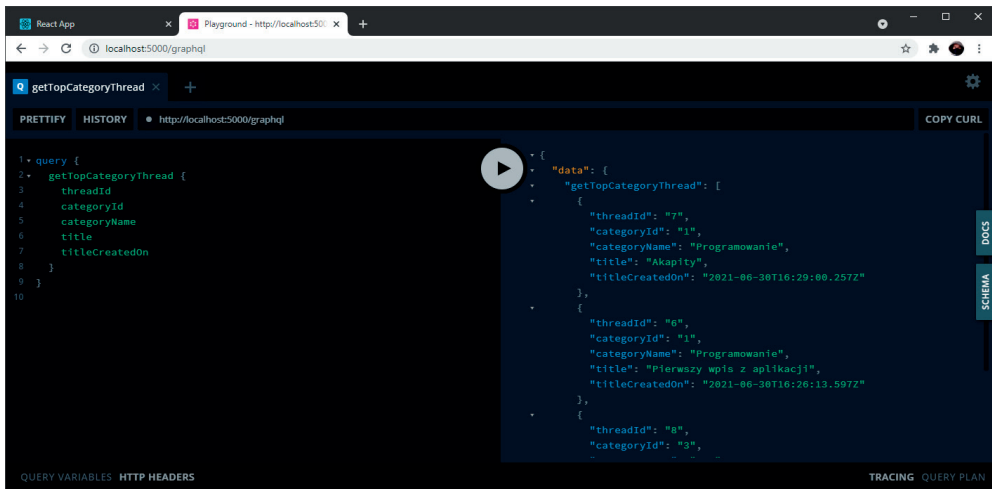 React App
Playground - http://localhost:500
localhost:5000/graphql
Q getTopCategoryThread
PRETTIFY HISTORY http://localhost:5000/graphql COPY CURL
1 query {
2 getTopCategoryThread {
3 threadId
4 categoryId
5 categoryName
6 title
7 titleCreatedOn
8 }
9 }
10
{
"data": {
"getTopCategoryThread": [
{
"threadId": "7",
"categoryId": "1",
"categoryName": "Programowanie",
"title": "Akapity",
"titleCreatedOn": "2021-06-30T16:29:00.257Z"
},
{
"threadId": "6",
"categoryId": "1",
"categoryName": "Programowanie",
"title": "Pierwszy wpis z aplikacji",
"titleCreatedOn": "2021-06-30T16:26:13.597Z"
},
{
"threadId": "8",
"categoryId": "3",
DOCS
SCHEMA
QUERY VARIABLES HTTP HEADERS
TRACING QUERY PLAN